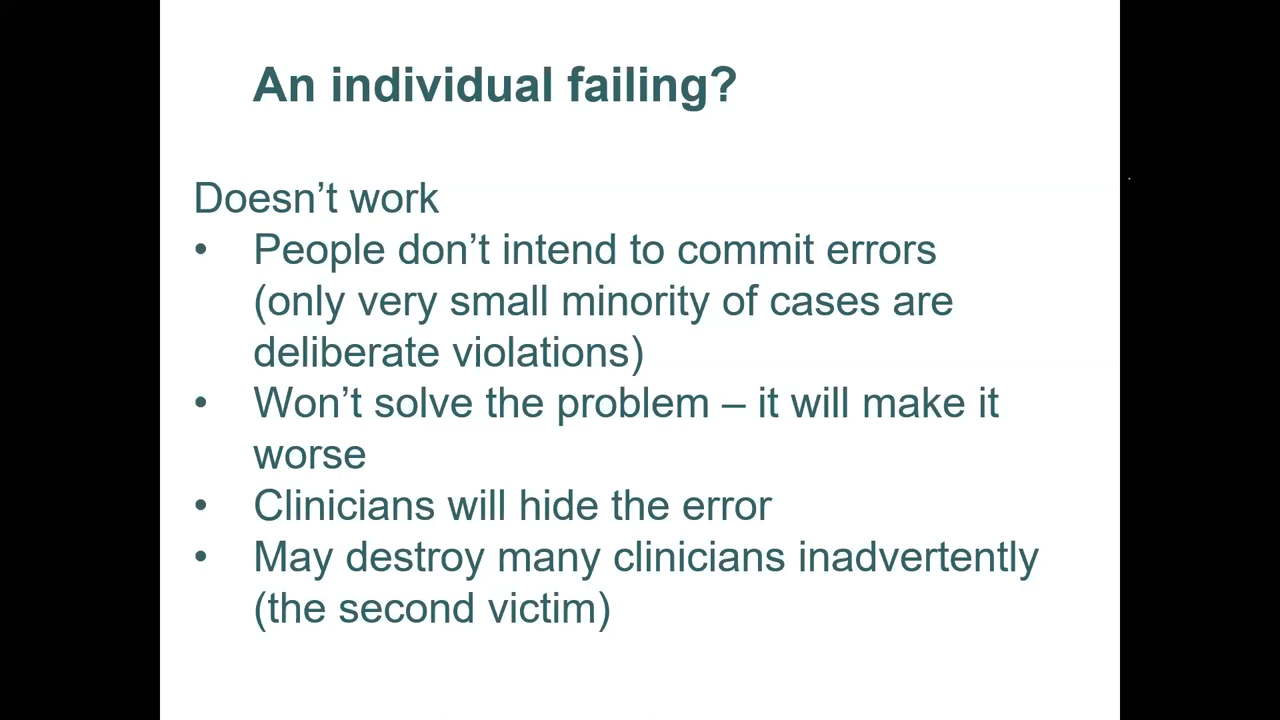 An individual failing?
Doesn’t work
• People don’t intend to commit errors
(only very small minority of cases are
deliberate violations)
• Won’t solve the problem – it will make it
worse
• Clinicians will hide the error
• May destroy many clinicians inadvertently
(the second victim)